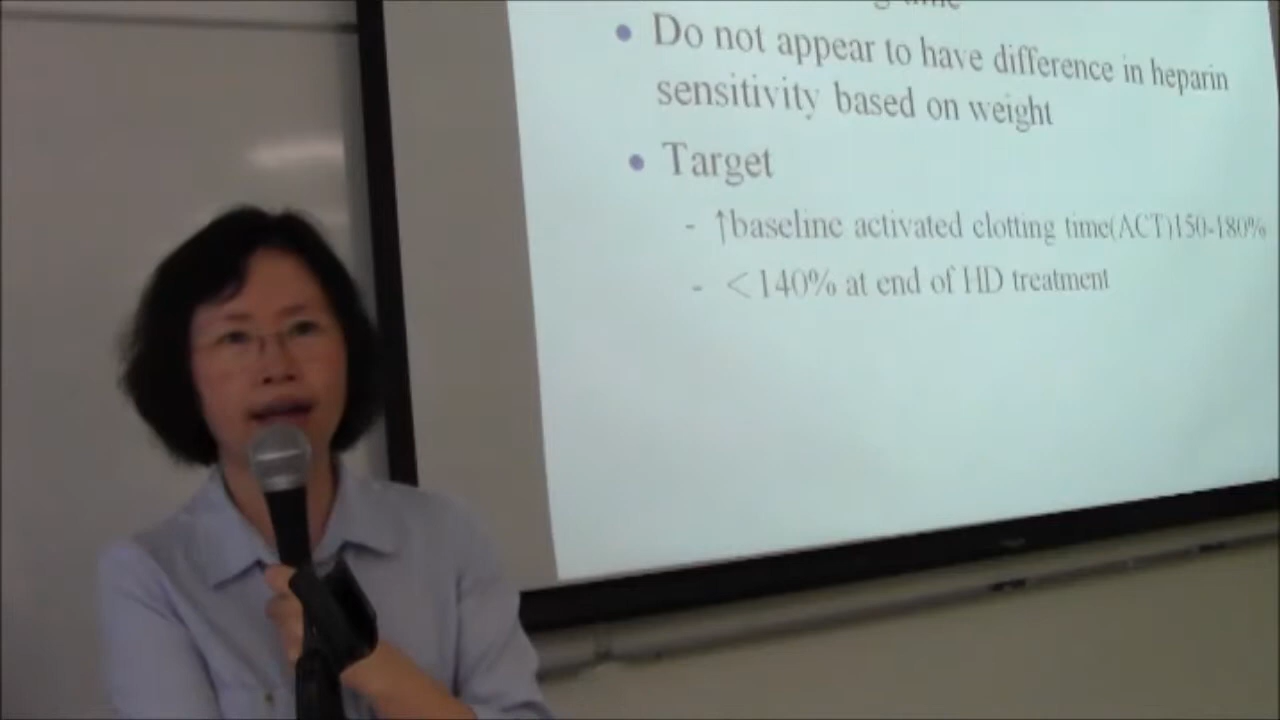 • Do not appear to have difference in heparin
sensitivity based on weight
• Target
- ↑baseline activated clotting time(ACT)150-180%
- <140% at end of HD treatment